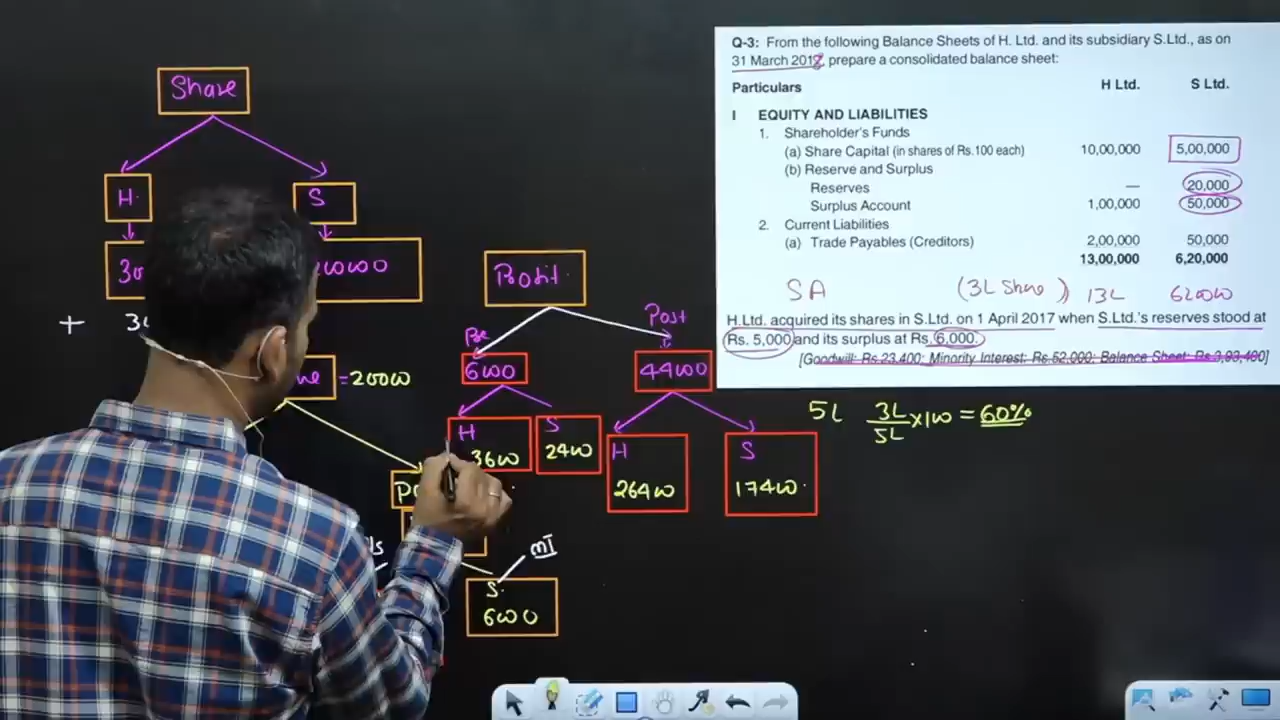 Share
H.
S
200000
+
=20000
S.
6000
mI
Profit
Pre
Post
6000
44000
H
3600
S
2400
H
26400
S
17400
Q-3: From the following Balance Sheets of H. Ltd. and its subsidiary S.Ltd., as on
31 March 2018, prepare a consolidated balance sheet:
Particulars H Ltd. S Ltd.
I EQUITY AND LIABILITIES
1. Shareholder's Funds
(a) Share Capital (in shares of Rs.100 each) 10,00,000 5,00,000
(b) Reserve and Surplus
Reserves — 20,000
Surplus Account 1,00,000 50,000
2. Current Liabilities
(a) Trade Payables (Creditors) 2,00,000 50,000
13,00,000 6,20,000
SA (3L Share) 13L 620000
H.Ltd. acquired its shares in S.Ltd. on 1 April 2017 when S.Ltd.'s reserves stood at
Rs. 5,000 and its surplus at Rs. 6,000.
[Goodwill: Rs.23,400; Minority Interest: Rs.52,000; Balance Sheet: Rs.3,93,400]
5L 3L/5L x100 = 60%